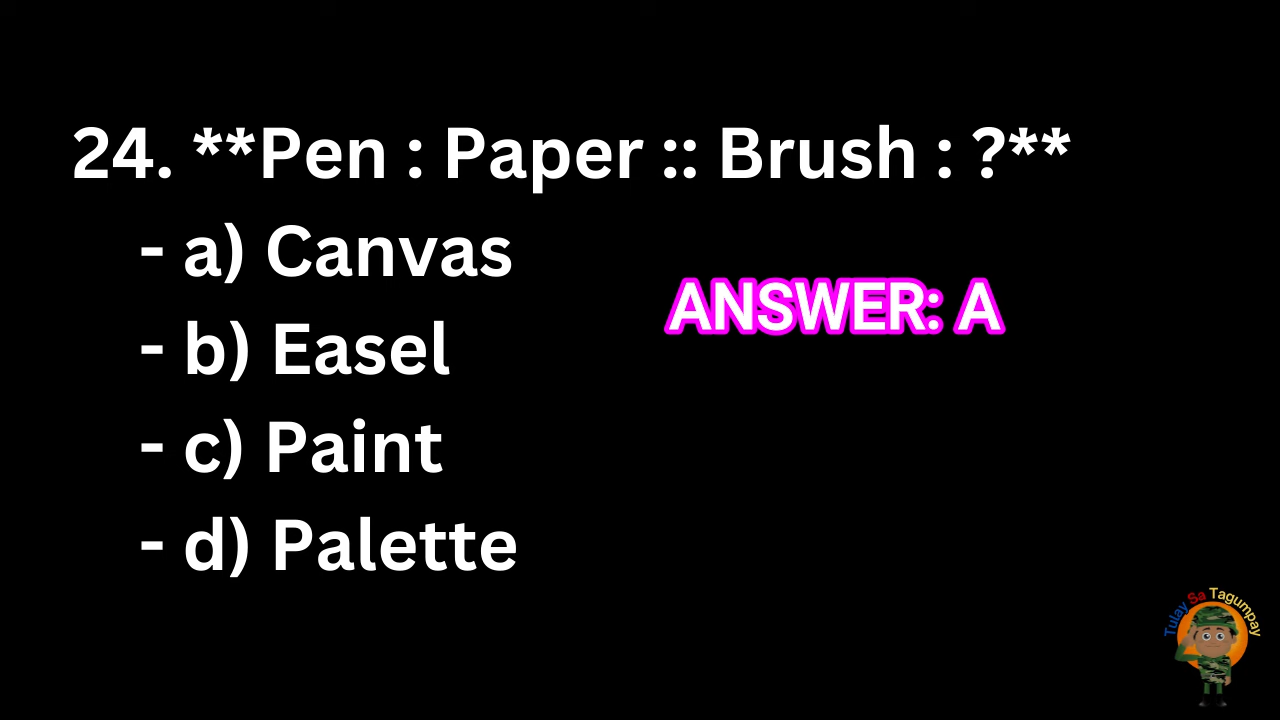 24. **Pen : Paper :: Brush : ?**
- a) Canvas
ANSWER: A
- b) Easel
- c) Paint
- d) Palette
Tulay Sa Tagumpay